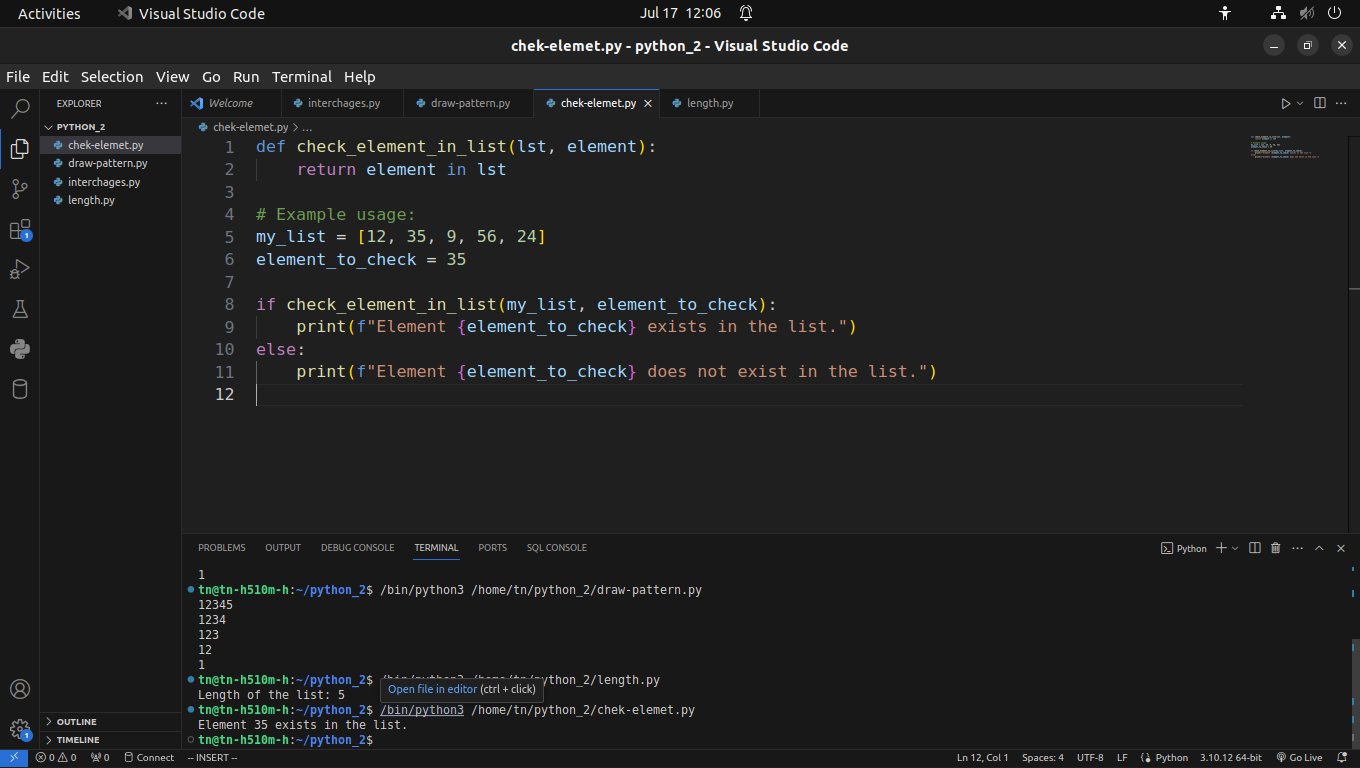 Activities Visual Studio Code Jul 17 12:06
chek-elemet.py - python_2 - Visual Studio Code
File Edit Selection View Go Run Terminal Help
EXPLORER
Welcome interchages.py draw-pattern.py chek-elemet.py length.py
PYTHON_2
chek-elemet.py
draw-pattern.py
interchages.py
length.py
chek-elemet.py > ...
1 def check_element_in_list(lst, element):
2     return element in lst
3
4 # Example usage:
5 my_list = [12, 35, 9, 56, 24]
6 element_to_check = 35
7
8 if check_element_in_list(my_list, element_to_check):
9     print(f"Element {element_to_check} exists in the list.")
10 else:
11     print(f"Element {element_to_check} does not exist in the list.")
12
1
1
PROBLEMS OUTPUT DEBUG CONSOLE TERMINAL PORTS SQL CONSOLE Python
1
tn@tn-h510m-h:~/python_2$ /bin/python3 /home/tn/python_2/draw-pattern.py
12345
1234
123
12
1
tn@tn-h510m-h:~/python_2$ /bin/python3 /home/tn/python_2/length.py
Length of the list: 5
Open file in editor (ctrl + click)
tn@tn-h510m-h:~/python_2$ /bin/python3 /home/tn/python_2/chek-elemet.py
Element 35 exists in the list.
tn@tn-h510m-h:~/python_2$
OUTLINE
TIMELINE
0 0 0 Connect -- INSERT -- Ln 12, Col 1 Spaces: 4 UTF-8 LF Python 3.10.12 64-bit Go Live